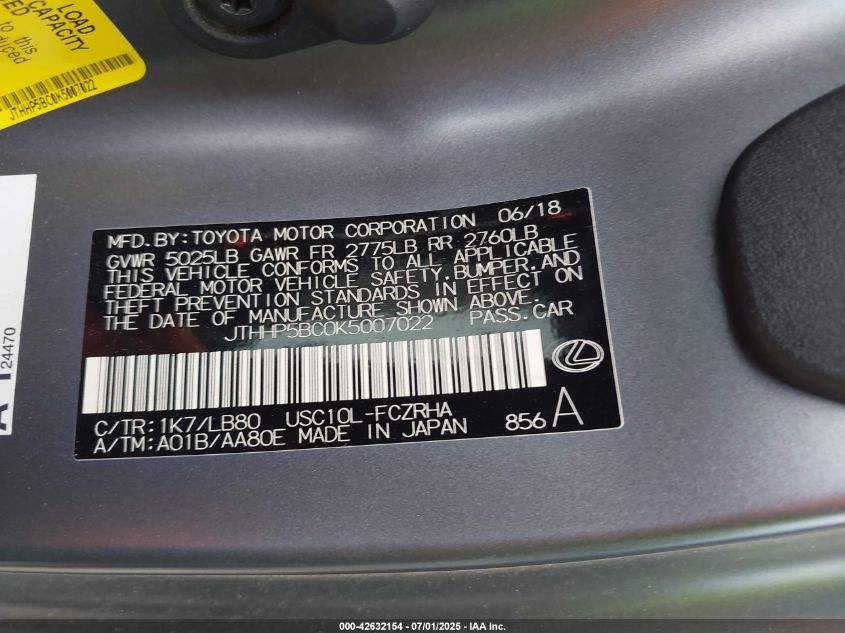 LOAD
CAPACITY
to this
JTHHP5BC0K5007022
24470
MFD.BY:TOYOTA MOTOR CORPORATION 06/18
GVWR 5025LB GAWR FR 2775LB RR 2760LB
THIS VEHICLE CONFORMS TO ALL APPLICABLE
FEDERAL MOTOR VEHICLE SAFETY,BUMPER,AND
THEFT PREVENTION STANDARDS IN EFFECT ON
THE DATE OF MANUFACTURE SHOWN ABOVE.
JTHHP5BC0K5007022 PASS.CAR
C/TR:1K7/LB80 USC10L-FCZRHA
A/TM:A01B/AA80E MADE IN JAPAN 856 A
000-42632154 - 07/01/2025 - IAA Inc.